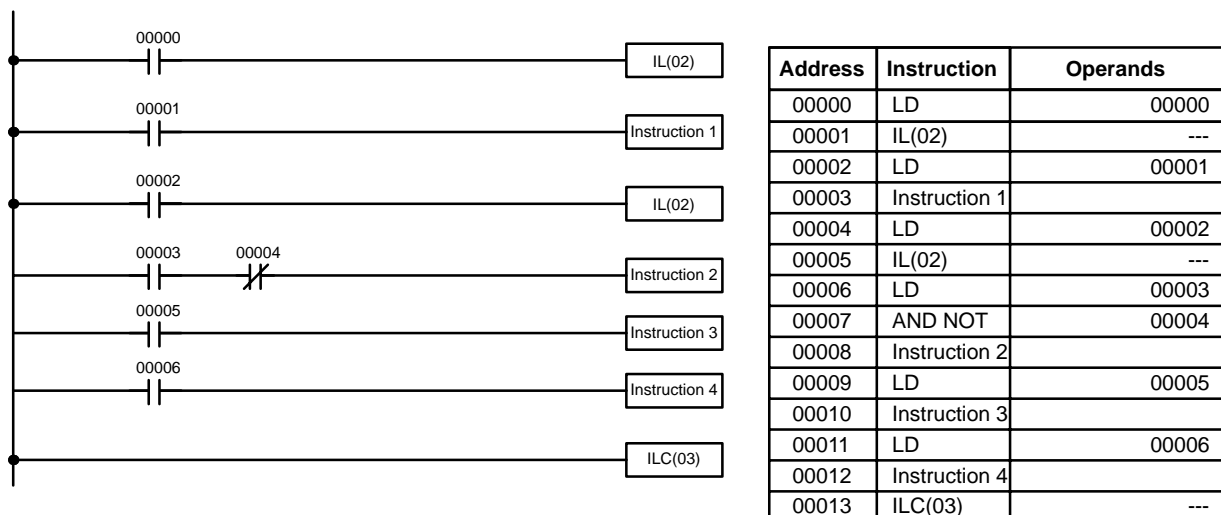 00000
IL(02)
00001
Instruction 1
00002
IL(02)
00003 00004
Instruction 2
00005
Instruction 3
00006
Instruction 4
ILC(03)
Address Instruction Operands
00000 LD 00000
00001 IL(02) ---
00002 LD 00001
00003 Instruction 1
00004 LD 00002
00005 IL(02) ---
00006 LD 00003
00007 AND NOT 00004
00008 Instruction 2
00009 LD 00005
00010 Instruction 3
00011 LD 00006
00012 Instruction 4
00013 ILC(03) ---